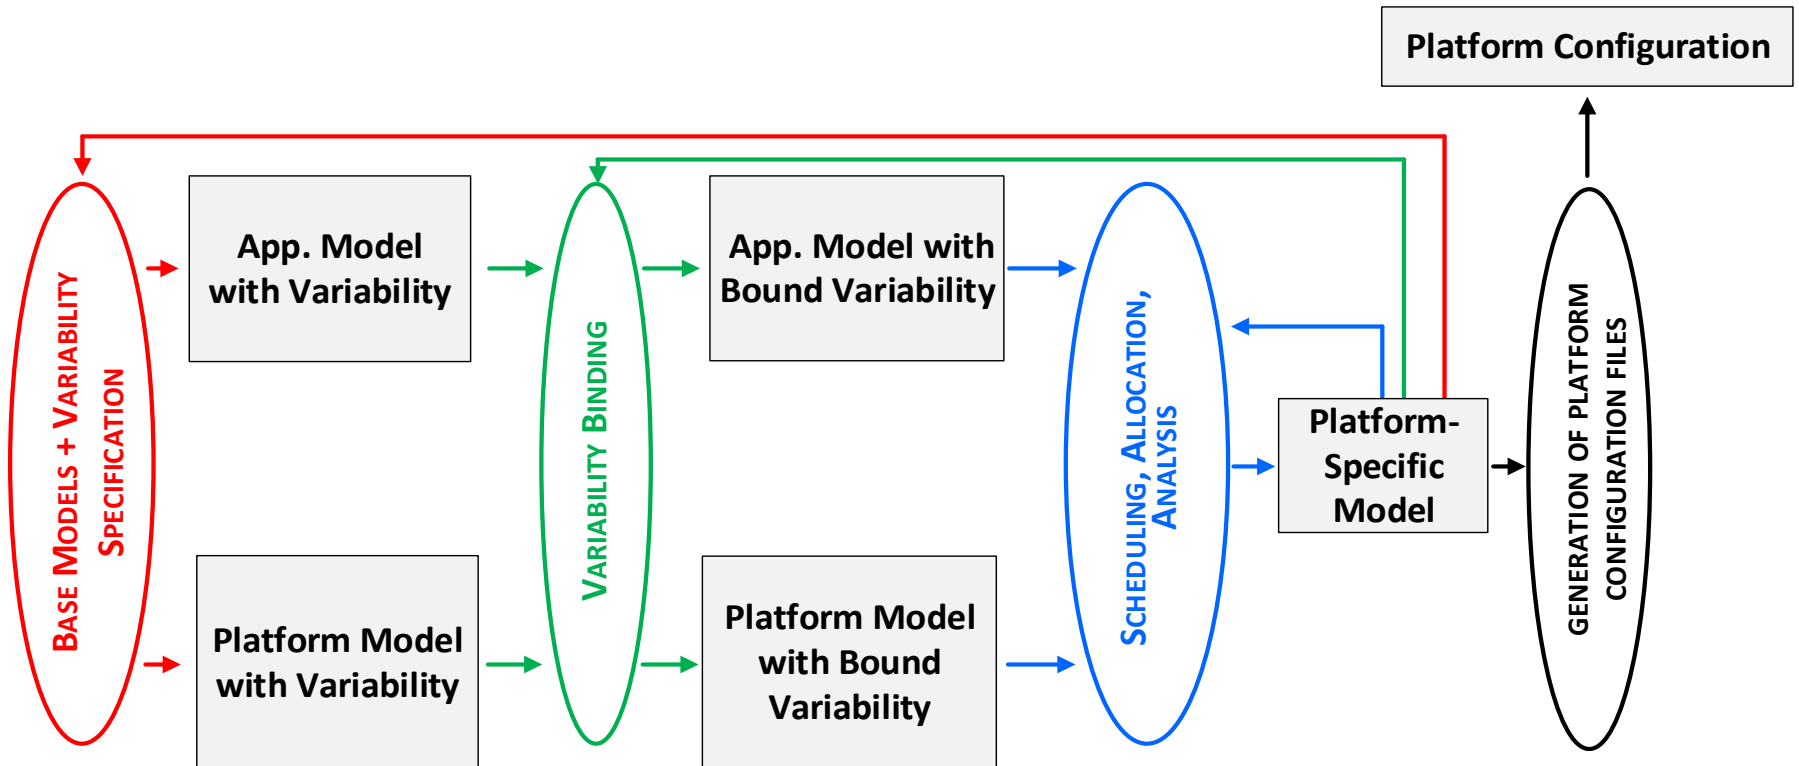 Platform Configuration
BASE MODELS + VARIABILITY
SPECIFICATION
App. Model
with Variability
Platform Model
with Variability
VARIABILITY BINDING
App. Model with
Bound Variability
Platform Model
with Bound
Variability
SCHEDULING, ALLOCATION,
ANALYSIS
Platform-
Specific
Model
GENERATION OF PLATFORM
CONFIGURATION FILES